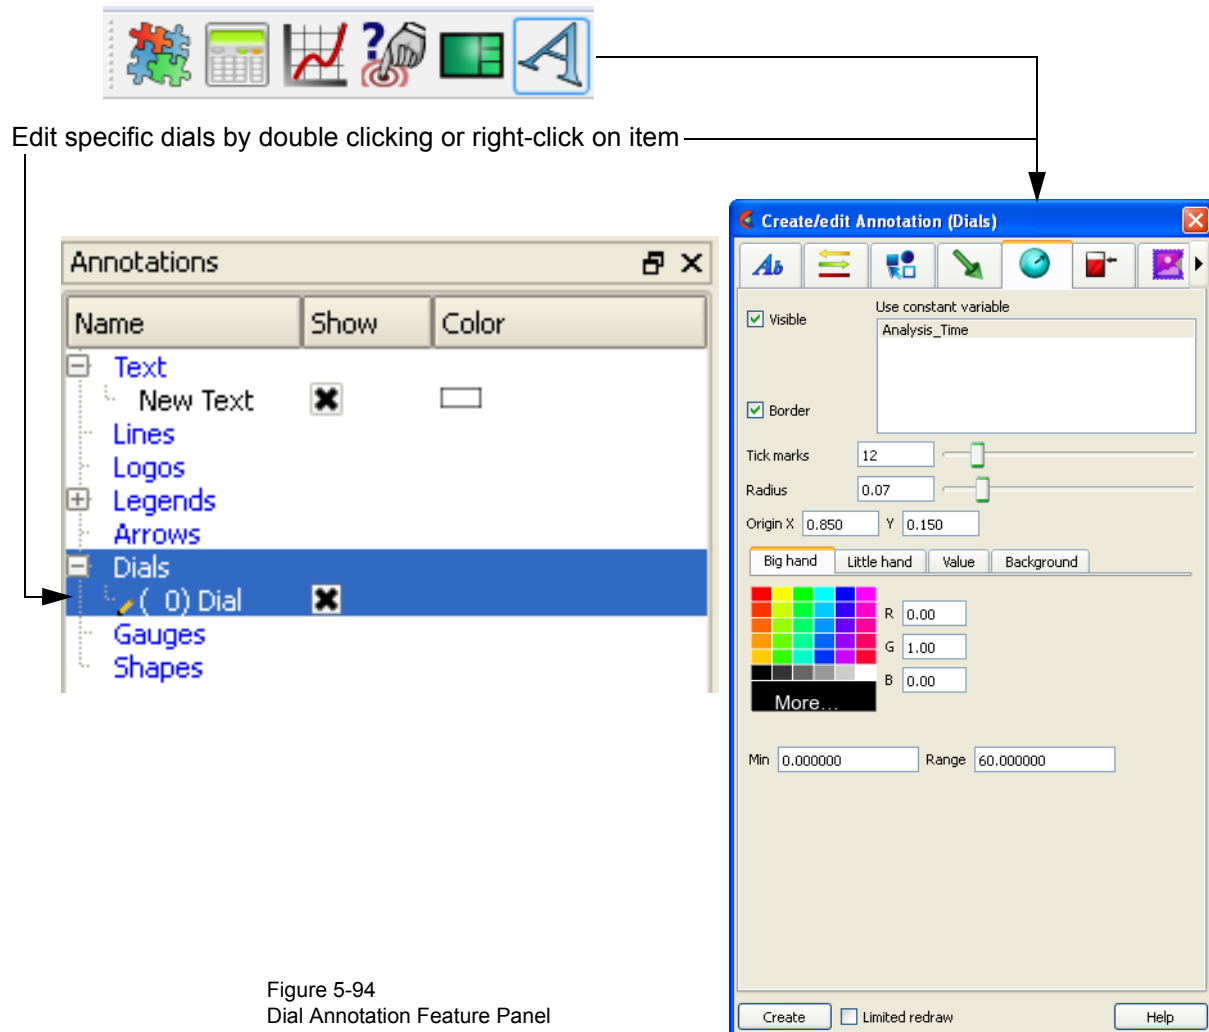 ?
A
Edit specific dials by double clicking or right-click on item
Annotations
Name Show Color
Text
New Text
Lines
Logos
Legends
Arrows
Dials
( 0) Dial
Gauges
Shapes
Create/edit Annotation (Dials)
Ab
Visible
Use constant variable
Analysis_Time
Border
Tick marks 12
Radius 0.07
Origin X 0.850 Y 0.150
Big hand Little hand Value Background
R 0.00
G 1.00
B 0.00
More...
Min 0.000000 Range 60.000000
Create Limited redraw Help
Figure 5-94
Dial Annotation Feature Panel